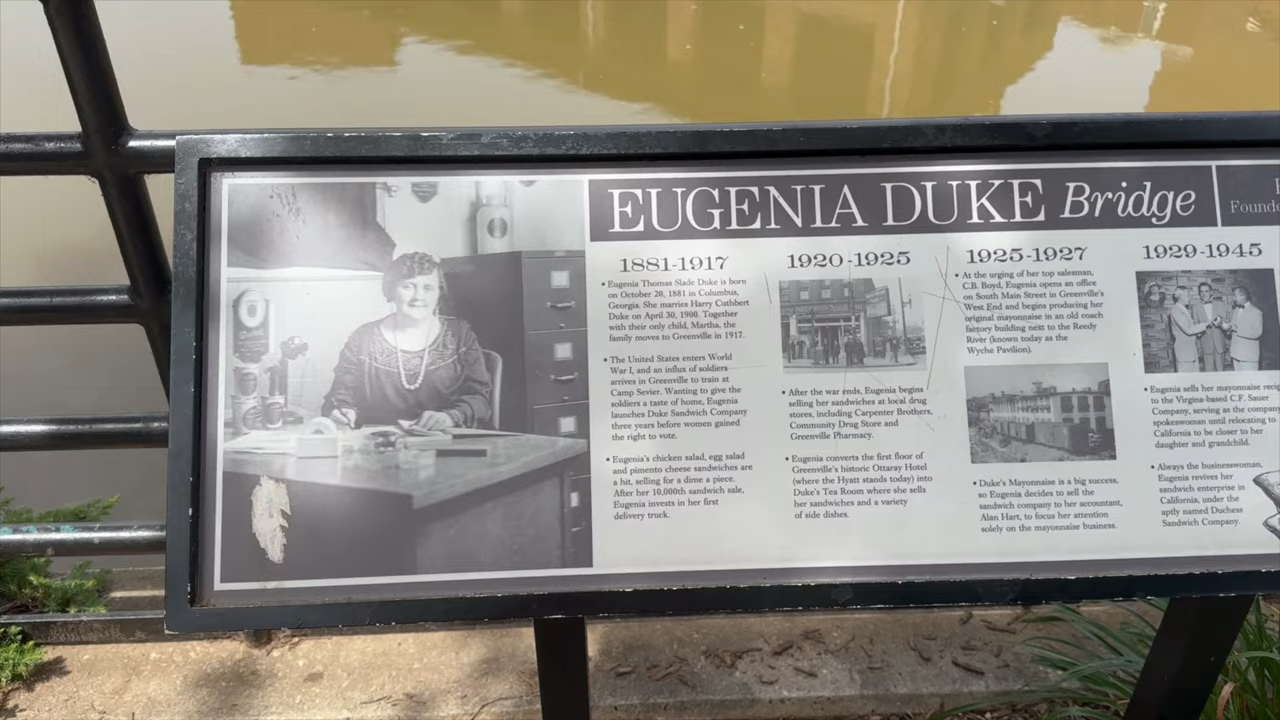 EUGENIA DUKE Bridge
Founde
1881-1917
• Eugenia Thomas Slade Duke is born
on October 20, 1881 in Columbus,
Georgia. She marries Harry Cuthbert
Duke on April 30, 1900. Together
with their only child, Martha, the
family moves to Greenville in 1917.
• The United States enters World
War I, and an influx of soldiers
arrives in Greenville to train at
Camp Sevier. Wanting to give the
soldiers a taste of home, Eugenia
launches Duke Sandwich Company
three years before women gained
the right to vote.
• Eugenia's chicken salad, egg salad
and pimento cheese sandwiches are
a hit, selling for a dime a piece.
After her 10,000th sandwich sale,
Eugenia invests in her first
delivery truck.
1920-1925
• After the war ends, Eugenia begins
selling her sandwiches at local drug
stores, including Carpenter Brothers,
Community Drug Store and
Greenville Pharmacy.
• Eugenia converts the first floor of
Greenville's historic Ottaray Hotel
(where the Hyatt stands today) into
Duke's Tea Room where she sells
her sandwiches and a variety
of side dishes.
1925-1927
• At the urging of her top salesman,
C.B. Boyd, Eugenia opens an office
on South Main Street in Greenville's
West End and begins producing her
original mayonnaise in an old coach
factory building next to the Reedy
River (known today as the
Wyche Pavilion).
• Duke's Mayonnaise is a big success,
so Eugenia decides to sell the
sandwich company to her accountant,
Alan Hart, to focus her attention
solely on the mayonnaise business.
1929-1945
• Eugenia sells her mayonnaise recip
to the Virgina-based C.F. Sauer
Company, serving as the company
spokeswoman until relocating to
California to be closer to her
daughter and grandchild.
• Always the businesswoman,
Eugenia revives her
sandwich enterprise in
California, under the
aptly named Duchess
Sandwich Company.